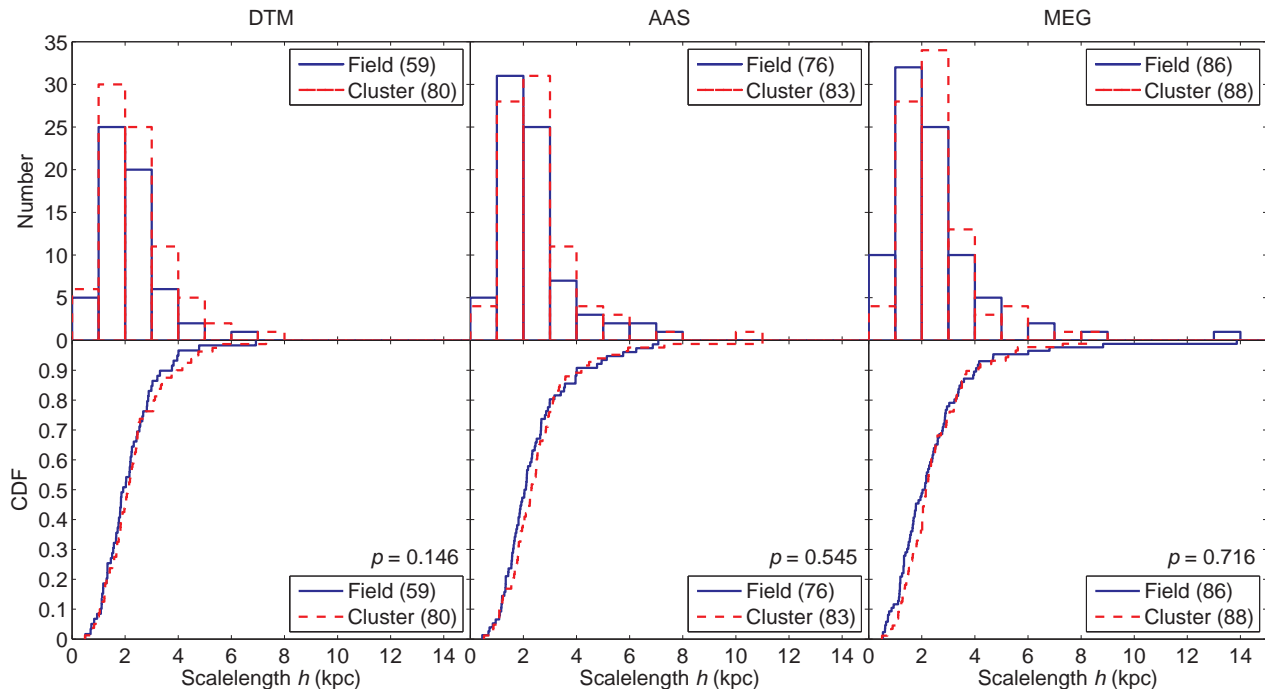 DTM AAS MEG
35
30
25
20
15
10
5
0
Number
Field (59)
Cluster (80)
Field (76)
Cluster (83)
Field (86)
Cluster (88)
0.9
0.8
0.7
0.6
0.5
0.4
0.3
0.2
0.1
0
CDF
p = 0.146
Field (59)
Cluster (80)
p = 0.545
Field (76)
Cluster (83)
p = 0.716
Field (86)
Cluster (88)
0 2 4 6 8 10 12 14 0 2 4 6 8 10 12 14 0 2 4 6 8 10 12 14
Scalelength h (kpc) Scalelength h (kpc) Scalelength h (kpc)